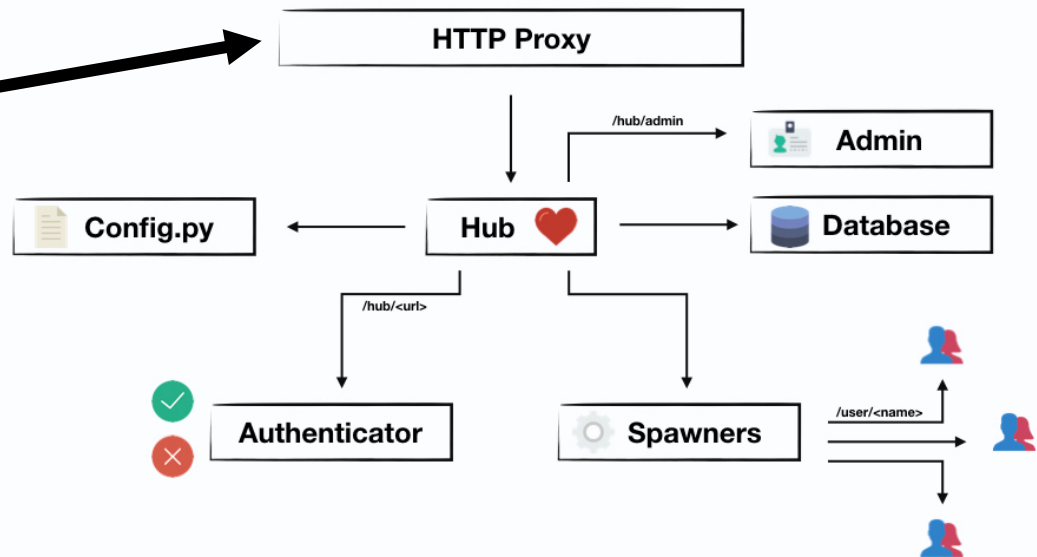 HTTP Proxy
/hub/admin
Admin
Config.py
Hub
Database
/hub/<url>
/user/<name>
Authenticator
Spawners